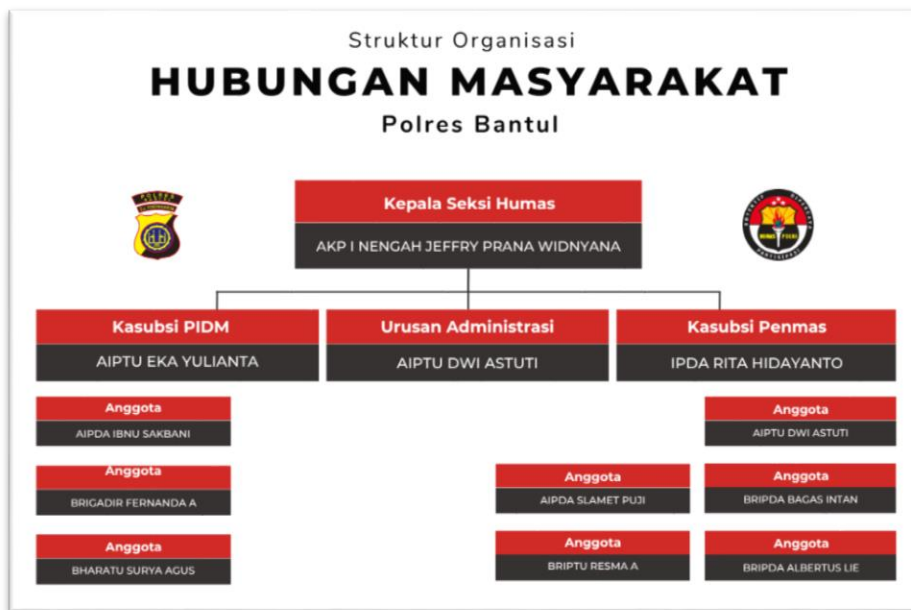 Struktur Organisasi
HUBUNGAN MASYARAKAT
Polres Bantul
Kepala Seksi Humas
AKP I NENGAH JEFFRY PRANA WIDNYANA
Kasubsi PIDM
AIPTU EKA YULIANTA
Urusan Administrasi
AIPTU DWI ASTUTI
Kasubsi Penmas
IPDA RITA HIDAYANTO
Anggota
AIPDA IBNU SAKBANI
Anggota
AIPTU DWI ASTUTI
Anggota
BRIGADIR FERNANDA A
Anggota
AIPDA SLAMET PUJI
Anggota
BRIPDA BAGAS INTAN
Anggota
BHARATU SURYA AGUS
Anggota
BRIPTU RESMA A
Anggota
BRIPDA ALBERTUS LIE